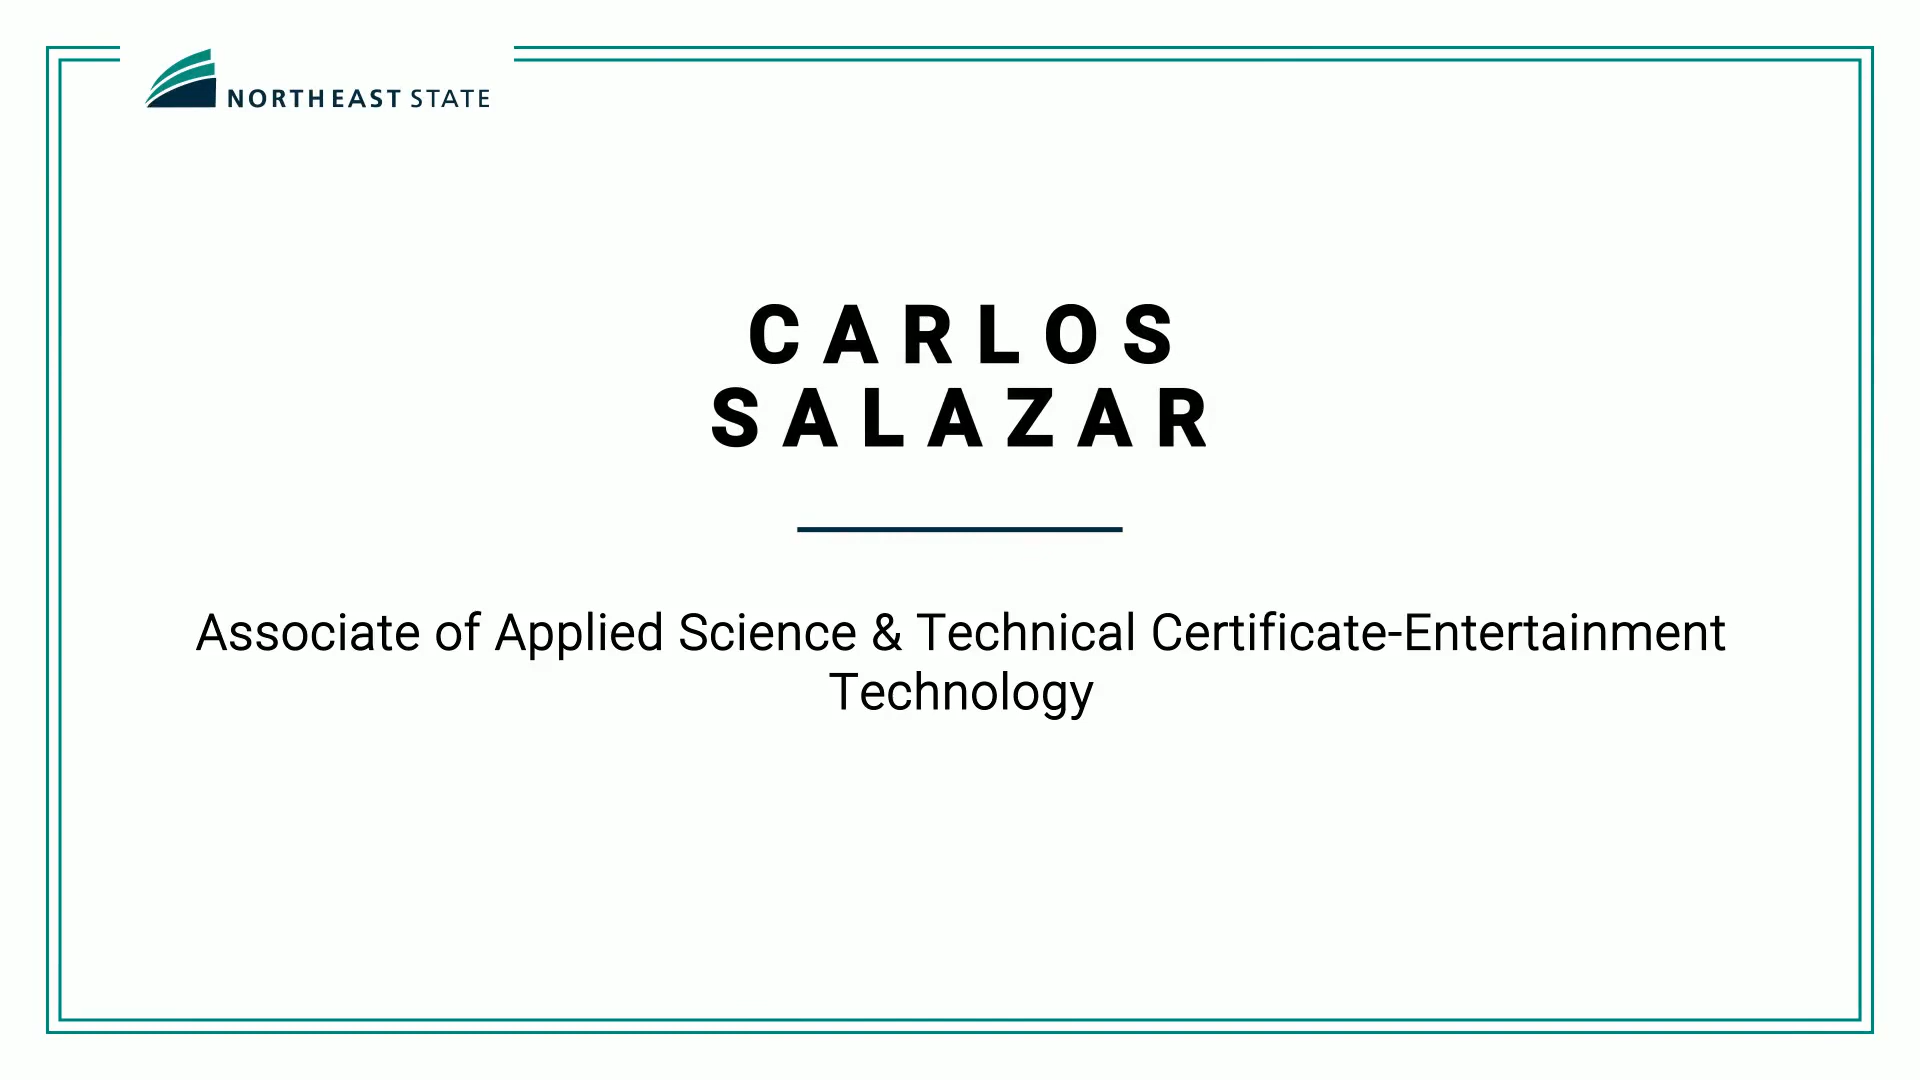 NORTHEAST STATE
CARLOS
SALAZAR
Associate of Applied Science & Technical Certificate-Entertainment
Technology